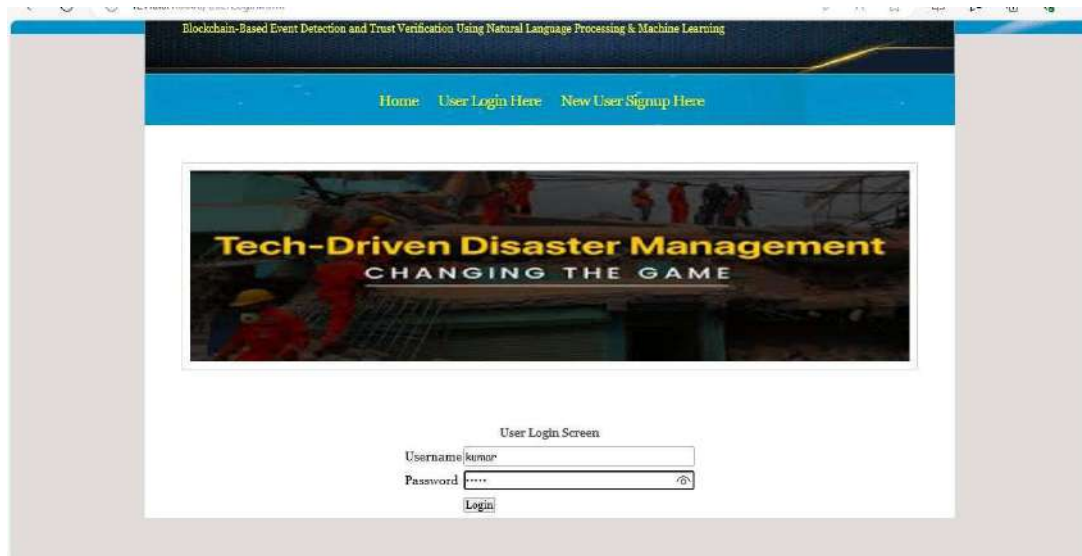 Blockchain-Based Event Detection and Trust Verification Using Natural Language Processing & Machine Learning
Home User Login Here New User Signup Here
Tech-Driven Disaster Management
CHANGING THE GAME
User Login Screen
Username kumar
Password •••••
Login